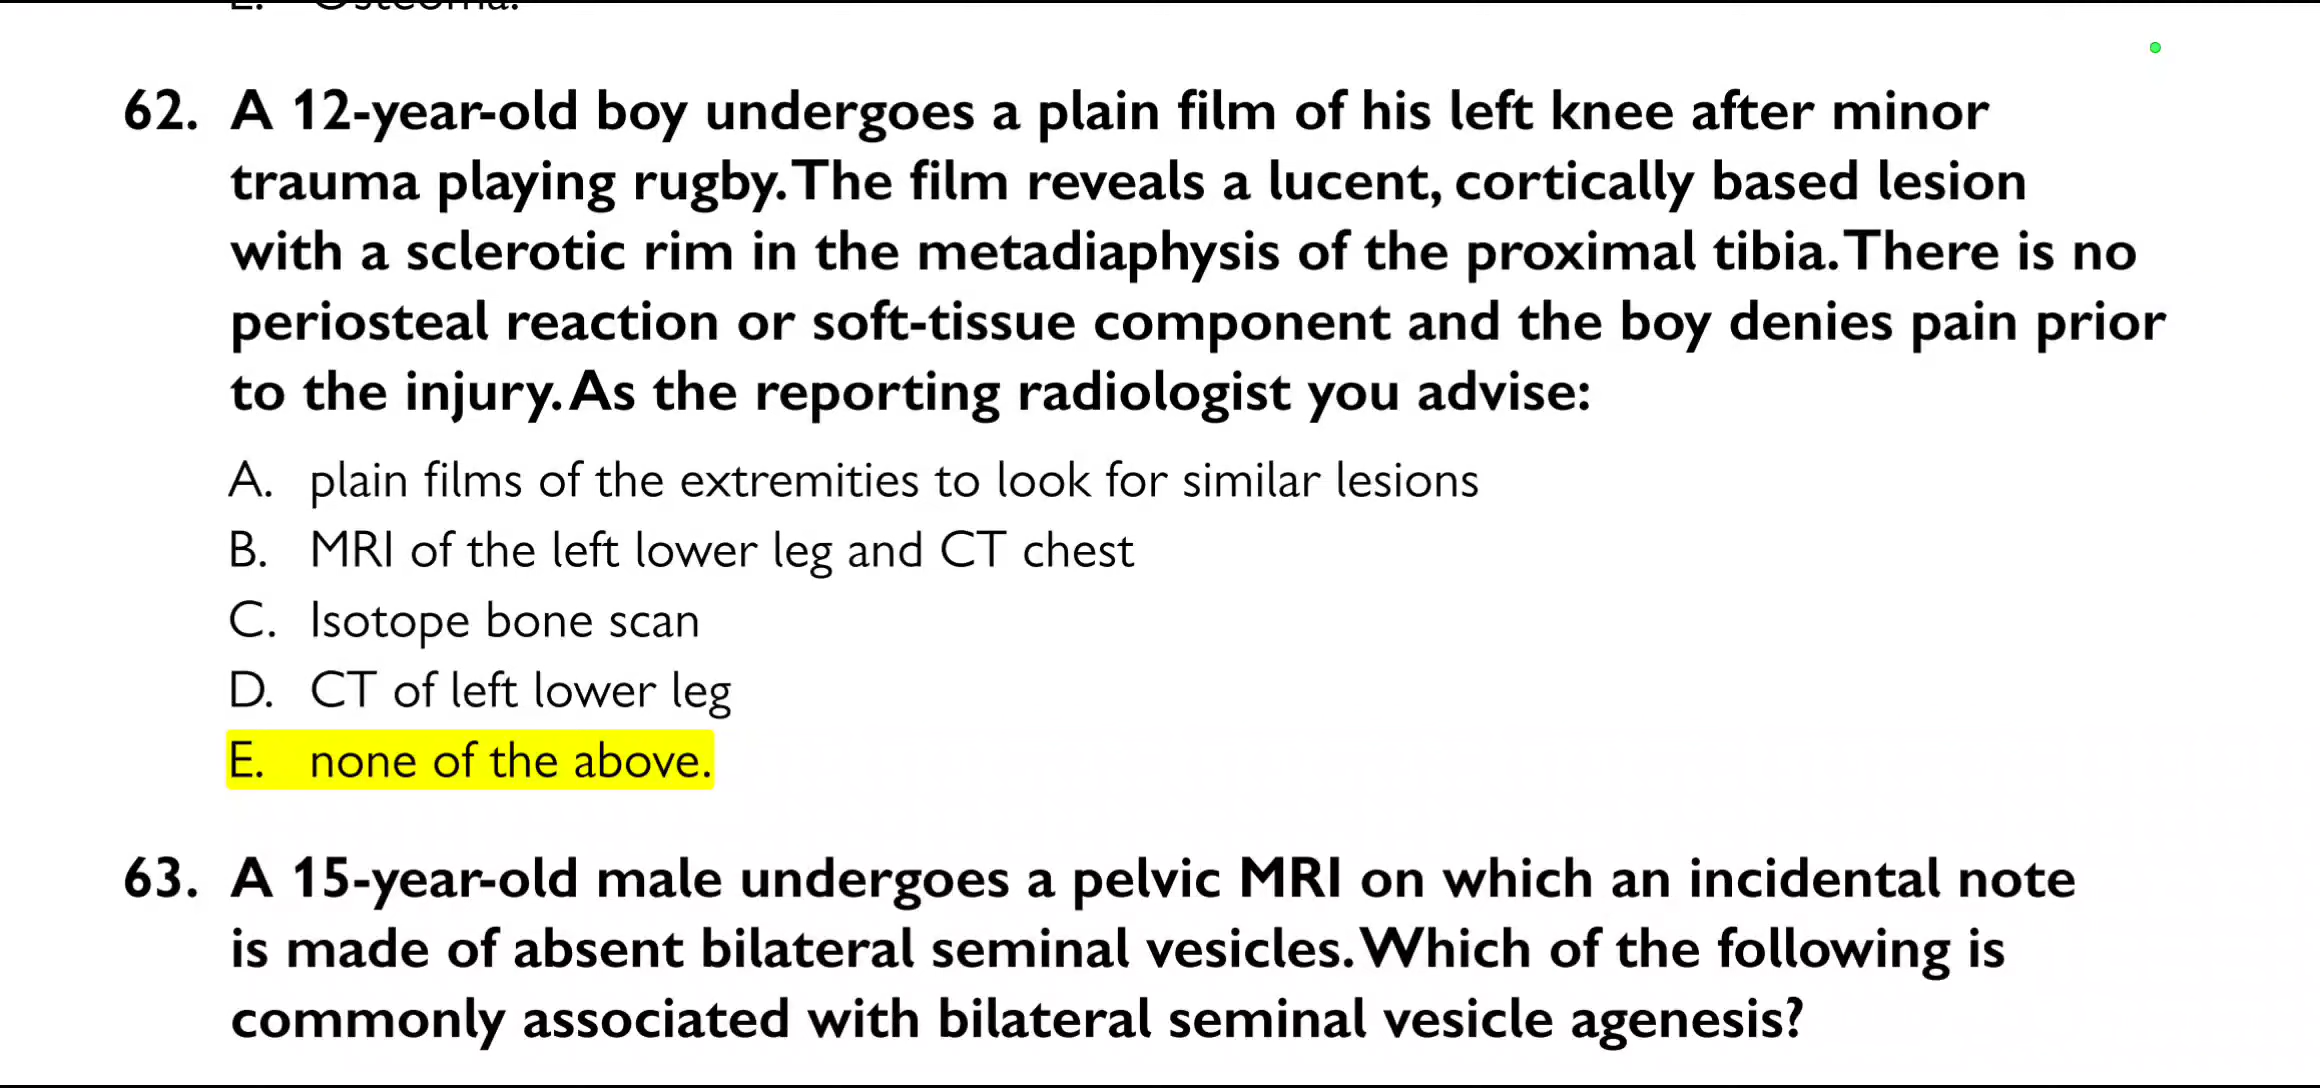 62. A 12-year-old boy undergoes a plain film of his left knee after minor
trauma playing rugby. The film reveals a lucent, cortically based lesion
with a sclerotic rim in the metadiaphysis of the proximal tibia. There is no
periosteal reaction or soft-tissue component and the boy denies pain prior
to the injury. As the reporting radiologist you advise:
A. plain films of the extremities to look for similar lesions
B. MRI of the left lower leg and CT chest
C. Isotope bone scan
D. CT of left lower leg
E. none of the above.
63. A 15-year-old male undergoes a pelvic MRI on which an incidental note
is made of absent bilateral seminal vesicles. Which of the following is
commonly associated with bilateral seminal vesicle agenesis?